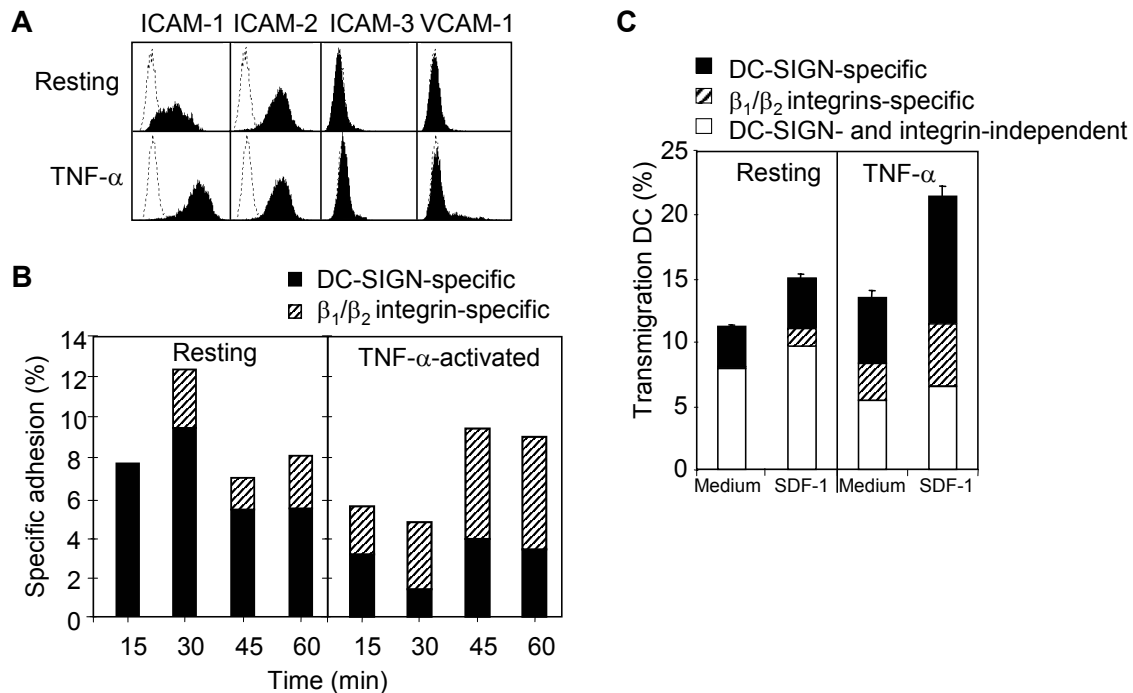 A
ICAM-1 ICAM-2 ICAM-3 VCAM-1
Resting
TNF-α
B
DC-SIGN-specific
β1/β2 integrin-specific
Resting
TNF-α-activated
Specific adhesion (%)
14
12
10
8
6
4
2
0
15 30 45 60 15 30 45 60
Time (min)
C
DC-SIGN-specific
β1/β2 integrins-specific
DC-SIGN- and integrin-independent
Resting
TNF-α
Transmigration DC (%)
25
20
15
10
5
0
Medium SDF-1 Medium SDF-1